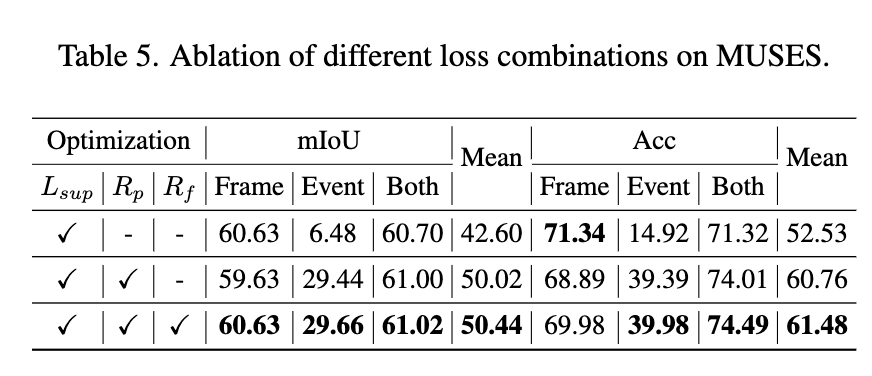 Table 5. Ablation of different loss combinations on MUSES.
Optimization | mIoU | Mean | Acc | Mean
L_sup | R_p | R_f | Frame | Event | Both | Frame | Event | Both
✓ | - | - | 60.63 | 6.48 | 60.70 | 42.60 | 71.34 | 14.92 | 71.32 | 52.53
✓ | ✓ | - | 59.63 | 29.44 | 61.00 | 50.02 | 68.89 | 39.39 | 74.01 | 60.76
✓ | ✓ | ✓ | 60.63 | 29.66 | 61.02 | 50.44 | 69.98 | 39.98 | 74.49 | 61.48